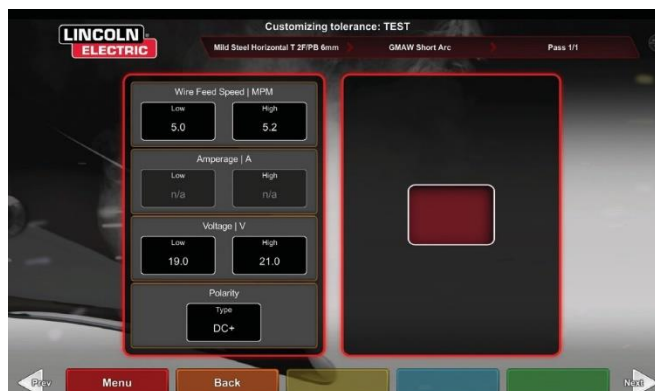 Customizing tolerance: TEST
LINCOLN
ELECTRIC
Mild Steel Horizontal T 2F/PB 6mm
GMAW Short Arc
Pass 1/1
Wire Feed Speed | MPM
Low
High
5.0
5.2
Amperage | A
Low
High
n/a
n/a
Voltage | V
Low
High
19.0
21.0
Polarity
Type
DC+
Prev
Menu
Back
Next